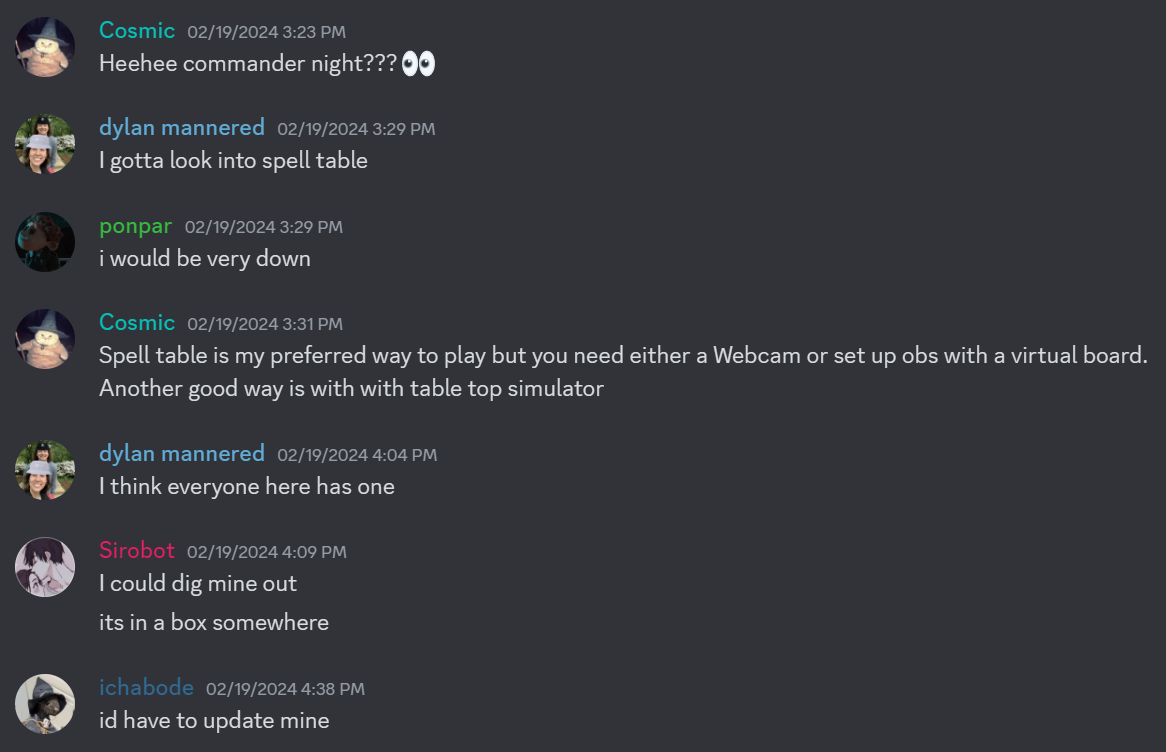 Cosmic 02/19/2024 3:23 PM
Heehee commander night???👀
dylan mannered 02/19/2024 3:29 PM
I gotta look into spell table
ponpar 02/19/2024 3:29 PM
i would be very down
Cosmic 02/19/2024 3:31 PM
Spell table is my preferred way to play but you need either a Webcam or set up obs with a virtual board.
Another good way is with with table top simulator
dylan mannered 02/19/2024 4:04 PM
I think everyone here has one
Sirobot 02/19/2024 4:09 PM
I could dig mine out
its in a box somewhere
ichabode 02/19/2024 4:38 PM
id have to update mine